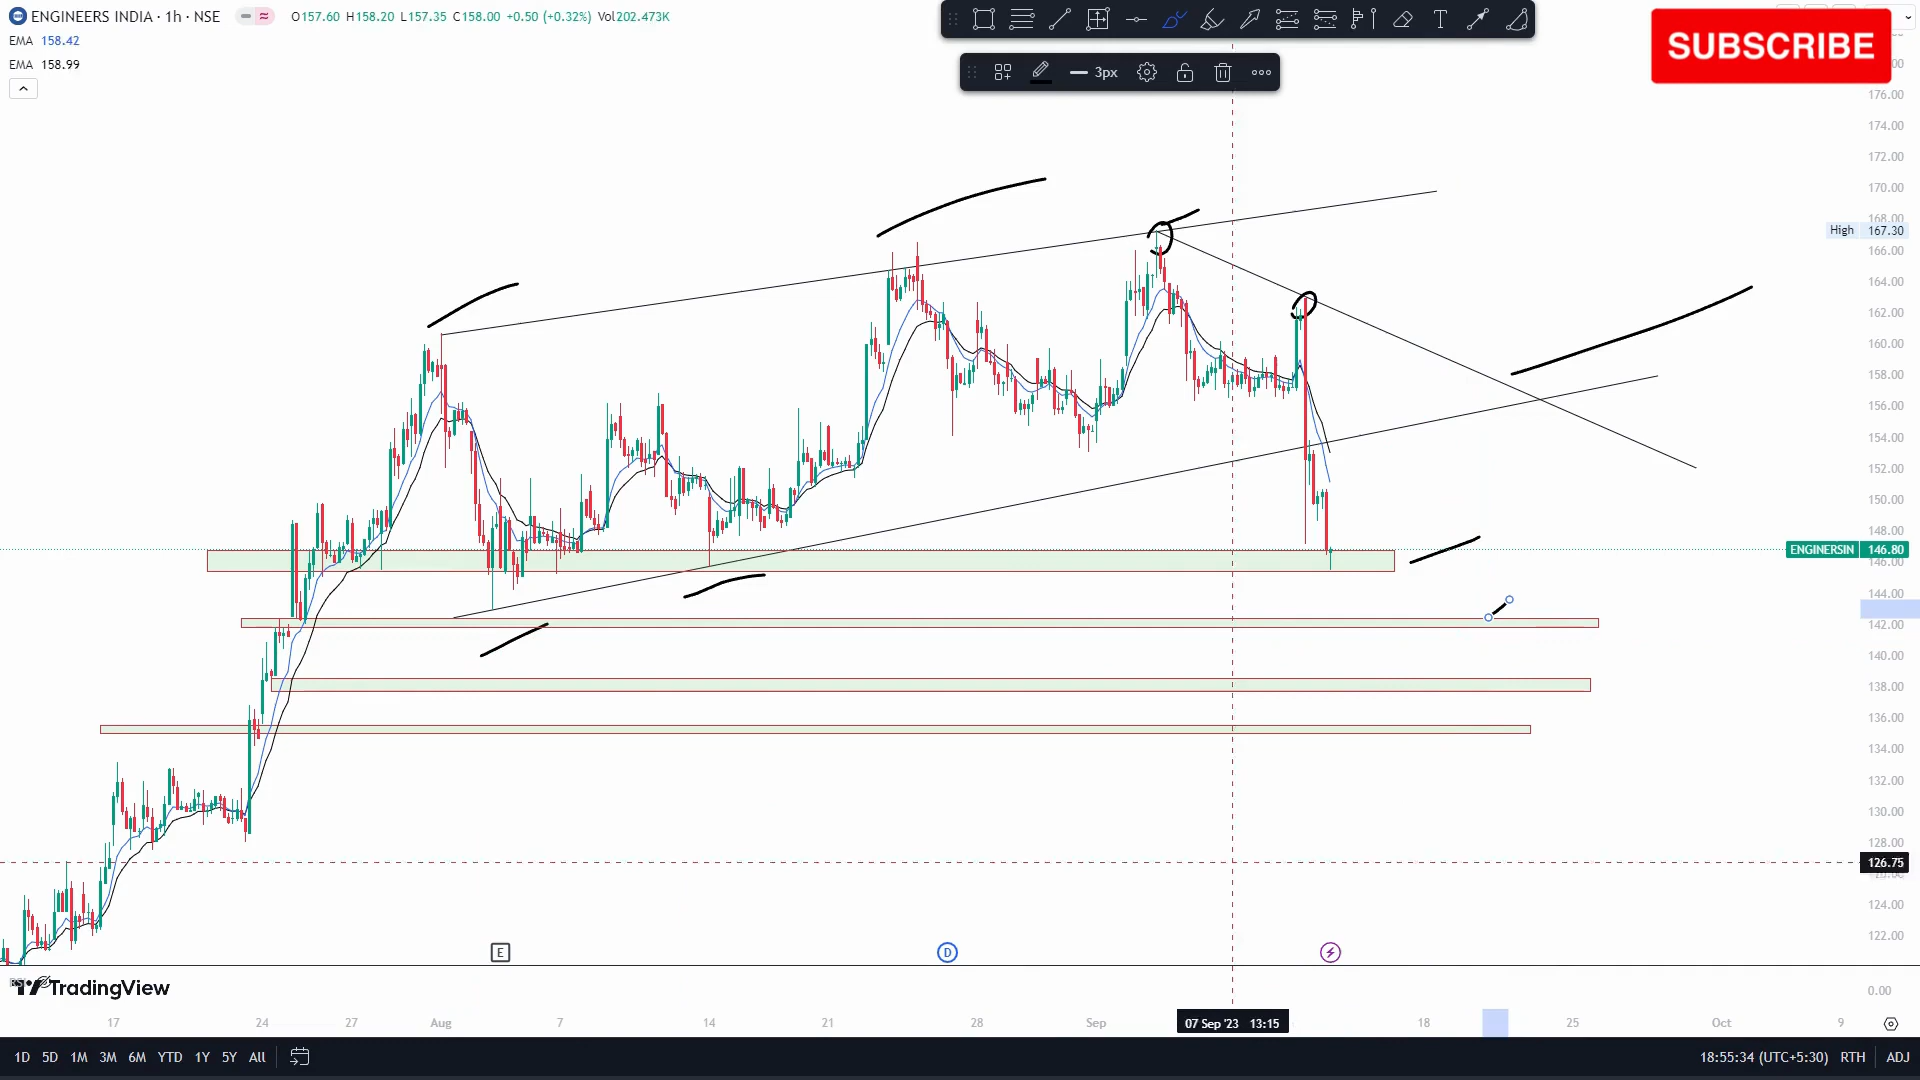 ENGINEERS INDIA · 1h · NSE
O157.60 H158.20 L157.35 C158.00 +0.50 (+0.32%) Vol202.473K
EMA 158.42
EMA 158.99
3px
SUBSCRIBE
176.00
174.00
172.00
170.00
168.00
High 167.30
166.00
164.00
162.00
160.00
158.00
156.00
154.00
152.00
150.00
148.00
ENGINERSIN 146.80
146.00
144.00
142.00
140.00
138.00
136.00
134.00
132.00
130.00
128.00
126.75
124.00
122.00
E
D
TradingView
0.00
17 24 27 Aug 7 14 21 28 Sep 07 Sep '23 13:15 18 25 Oct 9
1D 5D 1M 3M 6M YTD 1Y 5Y All
18:55:34 (UTC+5:30) RTH ADJ